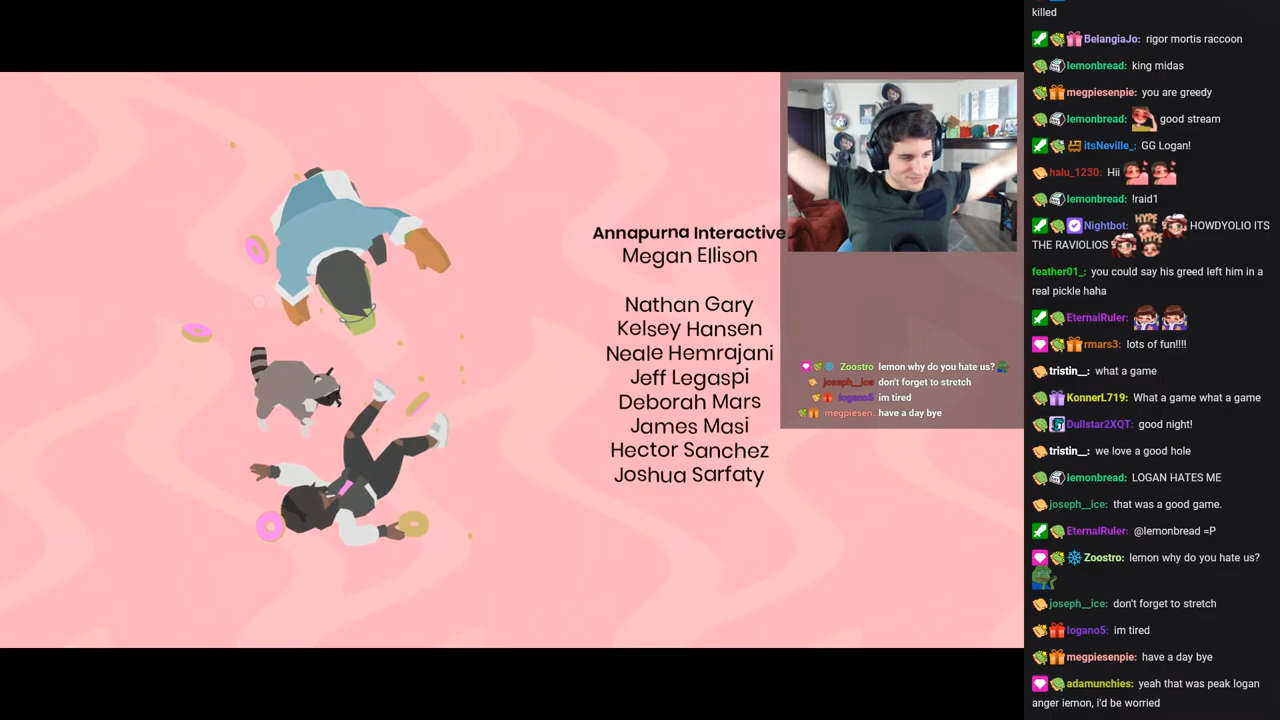 Annapurna Interactive
Megan Ellison
Nathan Gary
Kelsey Hansen
Neale Hemrajani
Jeff Legaspi
Deborah Mars
James Masi
Hector Sanchez
Joshua Sarfaty
Zoostro lemon why do you hate us?
joseph__ice don't forget to stretch
logano5 im tired
megpiesen.. have a day bye
killed
BelangiaJo: rigor mortis raccoon
lemonbread: king midas
megpiesenpie: you are greedy
lemonbread: good stream
itsNeville_: GG Logan!
halu_1230: Hii
lemonbread: !raid1
Nightbot: HYPE HOWDYOLIO ITS
THE RAVIOLIOS HYPE
feather01_: you could say his greed left him in a
real pickle haha
EternalRuler:
rmars3: lots of fun!!!!
tristin__: what a game
KonnerL719: What a game what a game
Dullstar2XQT: good night!
tristin__: we love a good hole
lemonbread: LOGAN HATES ME
joseph__ice: that was a good game.
EternalRuler: @lemonbread =P
Zoostro: lemon why do you hate us?
joseph__ice: don't forget to stretch
logano5: im tired
megpiesenpie: have a day bye
adamunchies: yeah that was peak logan
anger lemon, i'd be worried